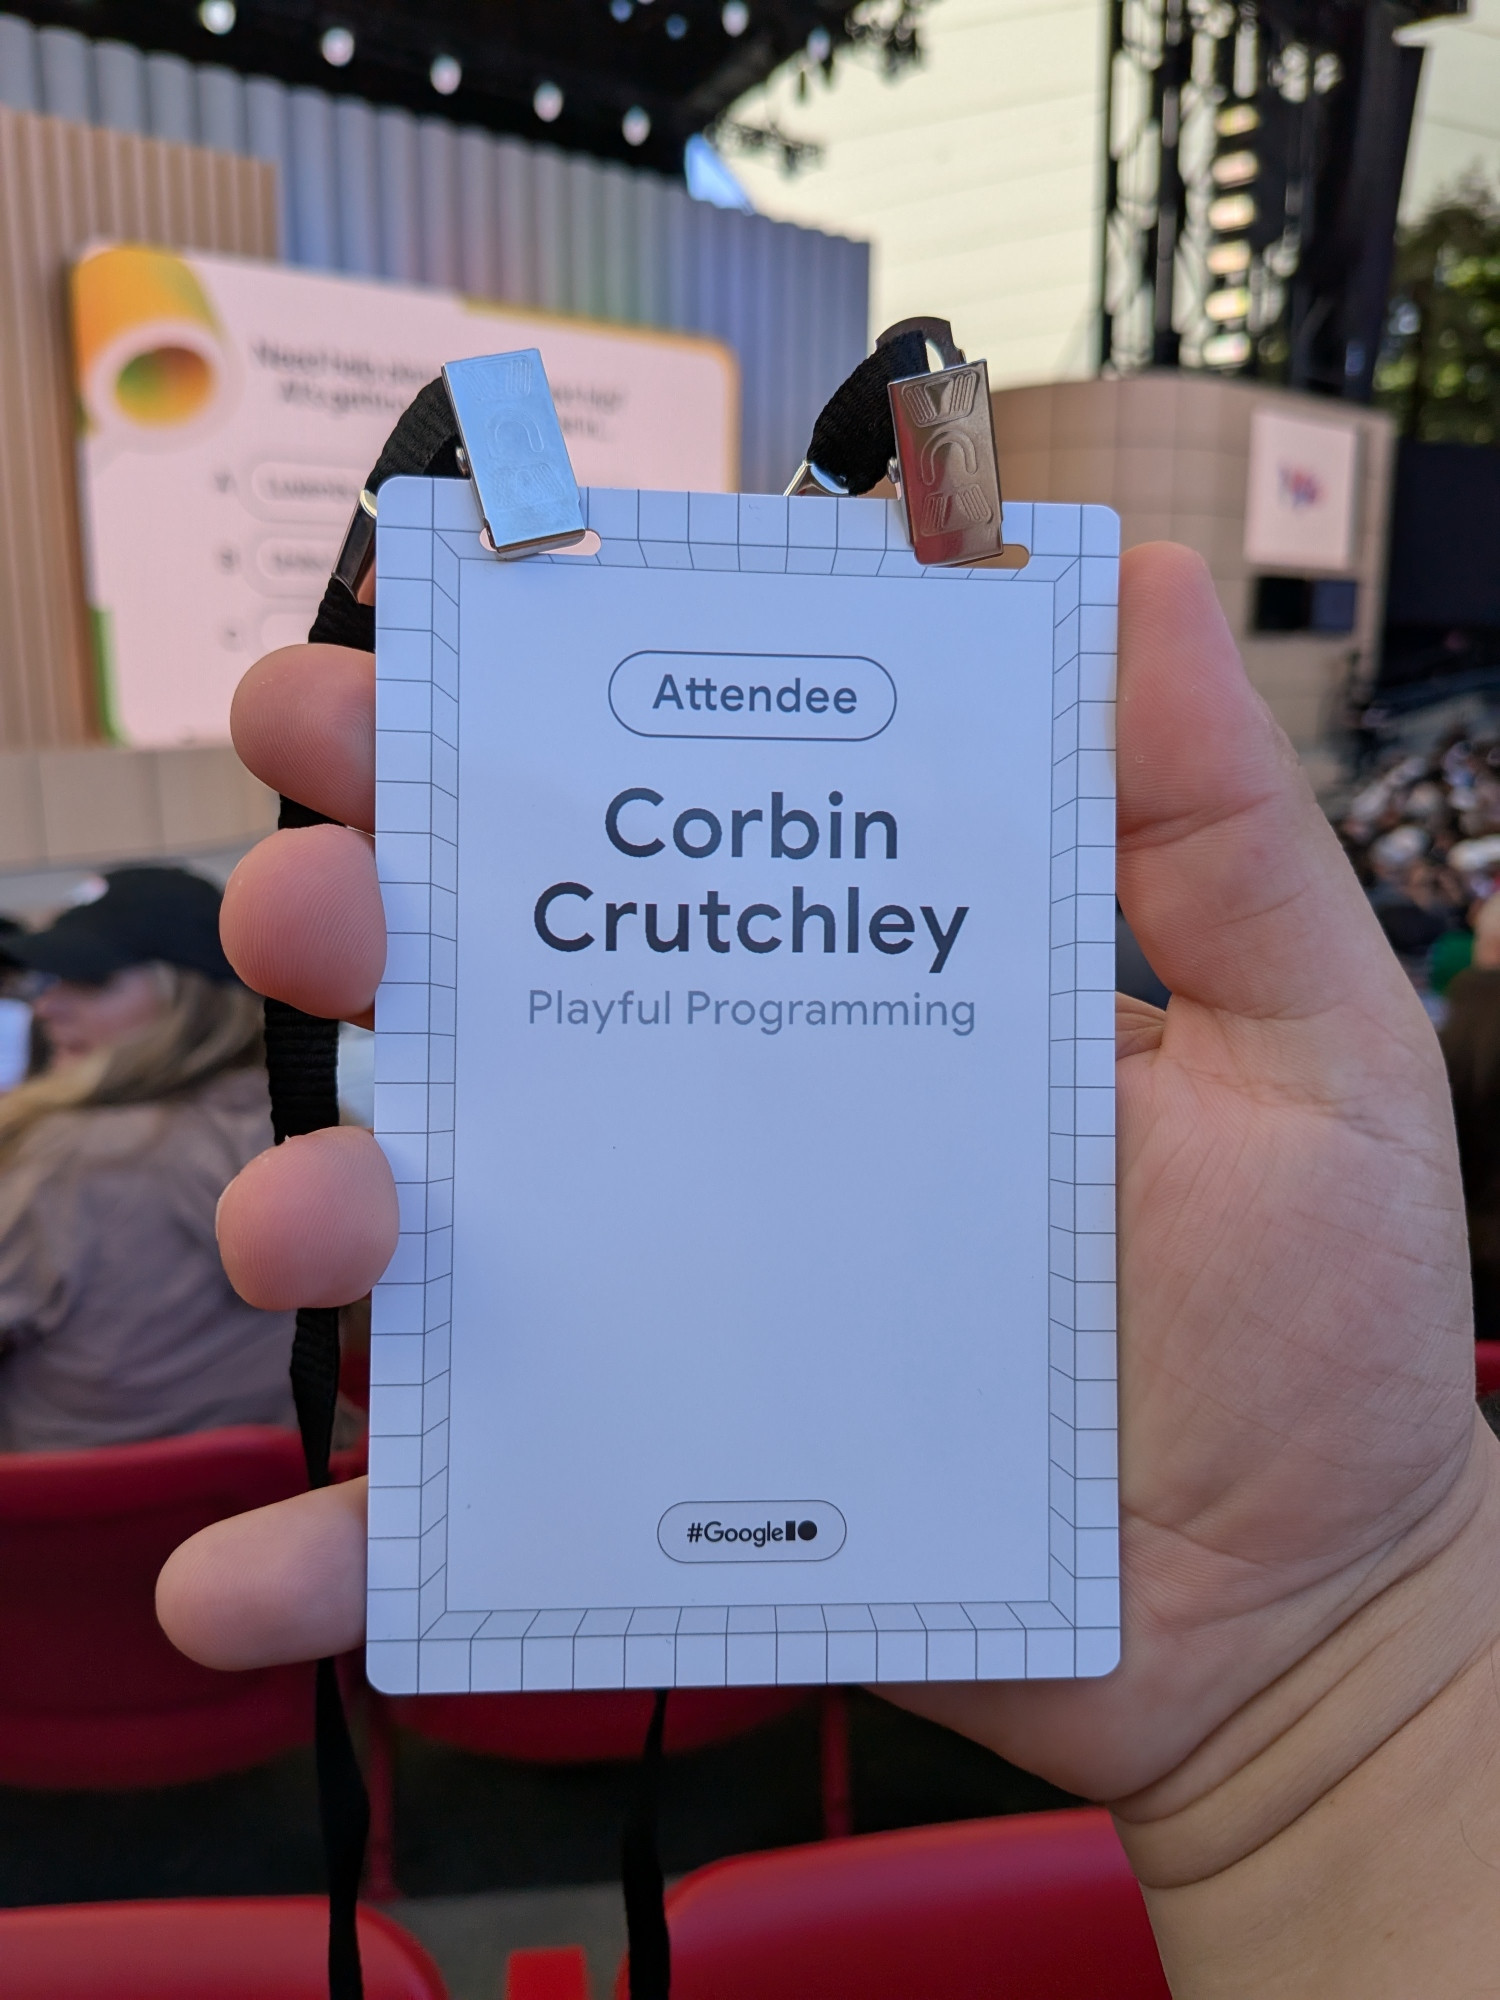 Attendee
Corbin
Crutchley
Playful Programming
#GoogleIO